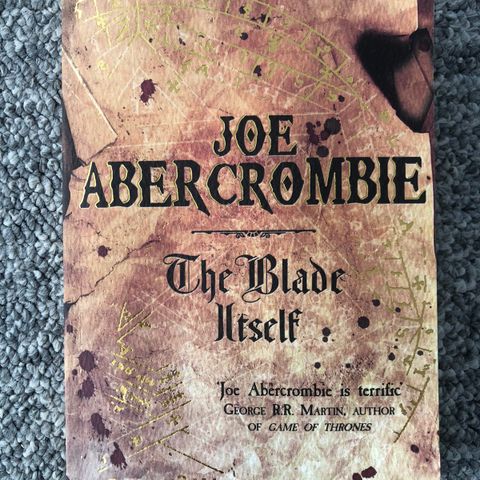 JOE
ABERCROMBIE
The Blade
Itself
'Joe Abercrombie is terrific'
GEORGE R.R. MARTIN, AUTHOR
OF GAME OF THRONES